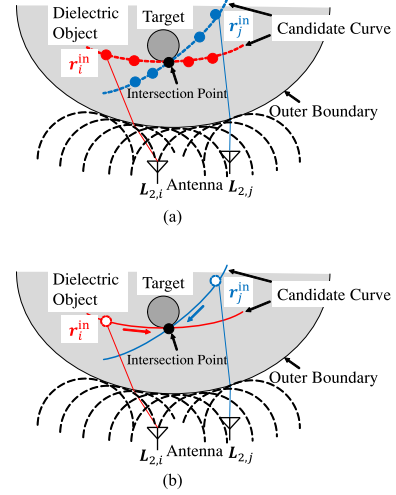 Dielectric
Object
Target
r_i^in
r_j^in
Candidate Curve
Intersection Point
Outer Boundary
Antenna
L_2,i
L_2,j
(a)
Dielectric
Object
Target
r_i^in
r_j^in
Candidate Curve
Intersection Point
Outer Boundary
Antenna
L_2,i
L_2,j
(b)